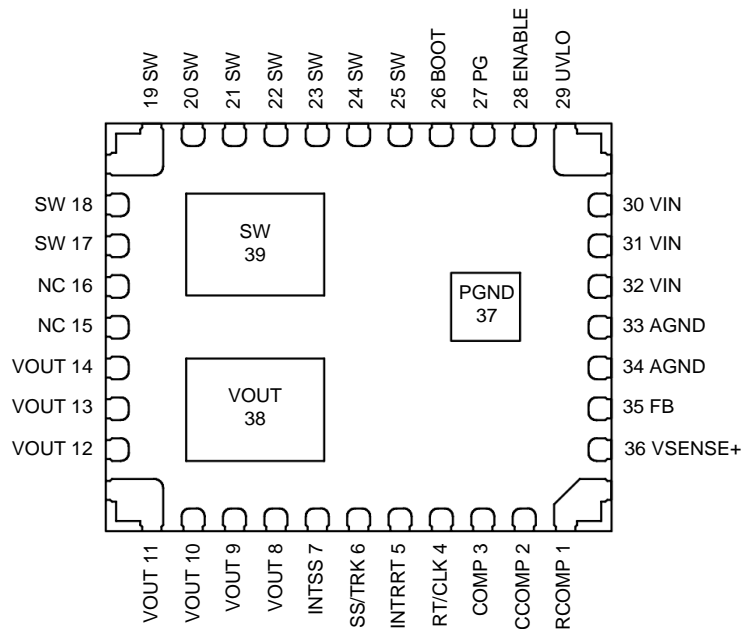 19 SW
20 SW
21 SW
22 SW
23 SW
24 SW
25 SW
26 BOOT
27 PG
28 ENABLE
29 UVLO
SW 18
SW 17
NC 16
NC 15
VOUT 14
VOUT 13
VOUT 12
SW
39
VOUT
38
PGND
37
30 VIN
31 VIN
32 VIN
33 AGND
34 AGND
35 FB
36 VSENSE+
VOUT 11
VOUT 10
VOUT 9
VOUT 8
INTSS 7
SS/TRK 6
INTRRT 5
RT/CLK 4
COMP 3
CCOMP 2
RCOMP 1